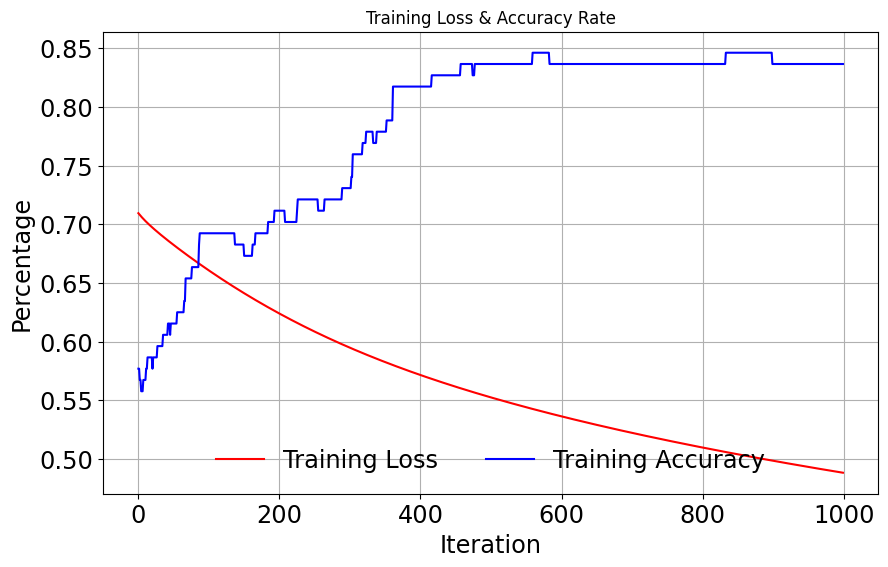 Training Loss & Accuracy Rate
Percentage
0.85
0.80
0.75
0.70
0.65
0.60
0.55
0.50
Training Loss
Training Accuracy
0
200
400
600
800
1000
Iteration